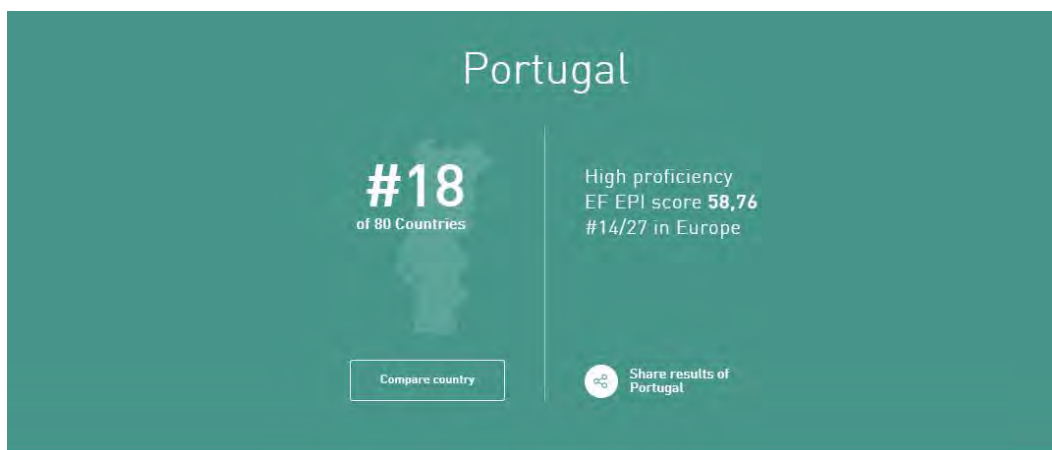 Portugal
#18
of 80 Countries
High proficiency
EF EPI score 58,76
#14/27 in Europe
Compare country
Share results of
Portugal